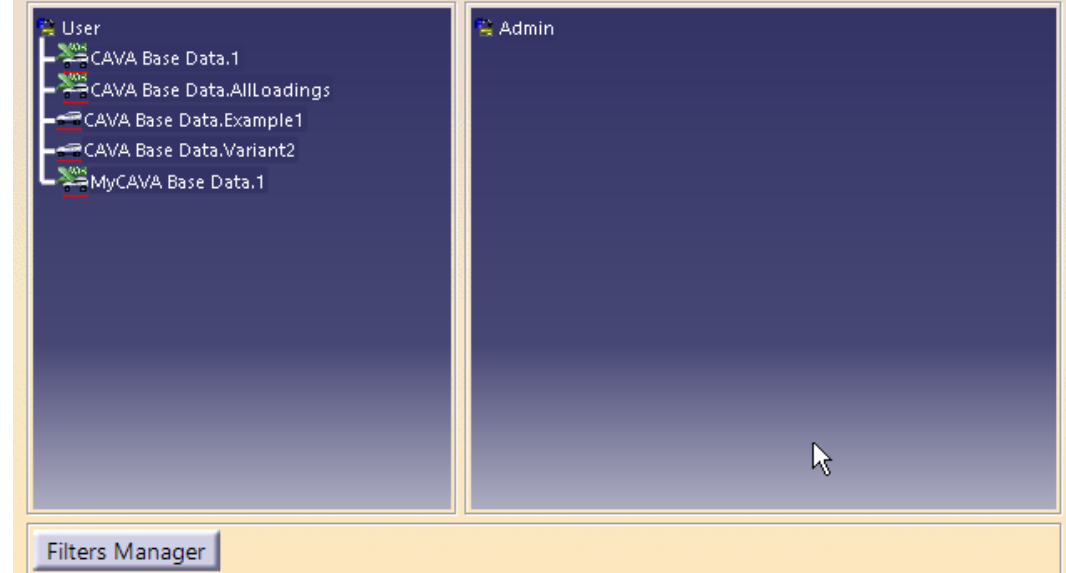 User
CAVA Base Data.1
CAVA Base Data.AllLoadings
CAVA Base Data.Example1
CAVA Base Data.Variant2
MyCAVA Base Data.1
Admin
Filters Manager